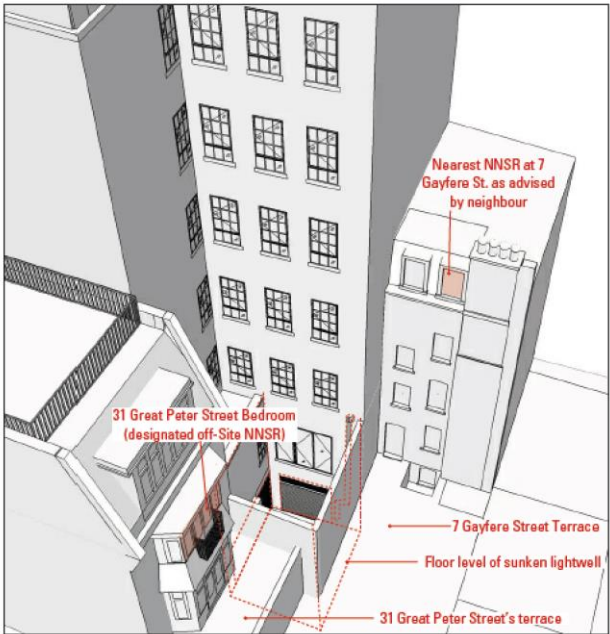 Nearest NNSR at 7
Gayfere St. as advised
by neighbour
31 Great Peter Street Bedroom
(designated off-Site NNSR)
7 Gayfere Street Terrace
Floor level of sunken lightwell
31 Great Peter Street's terrace